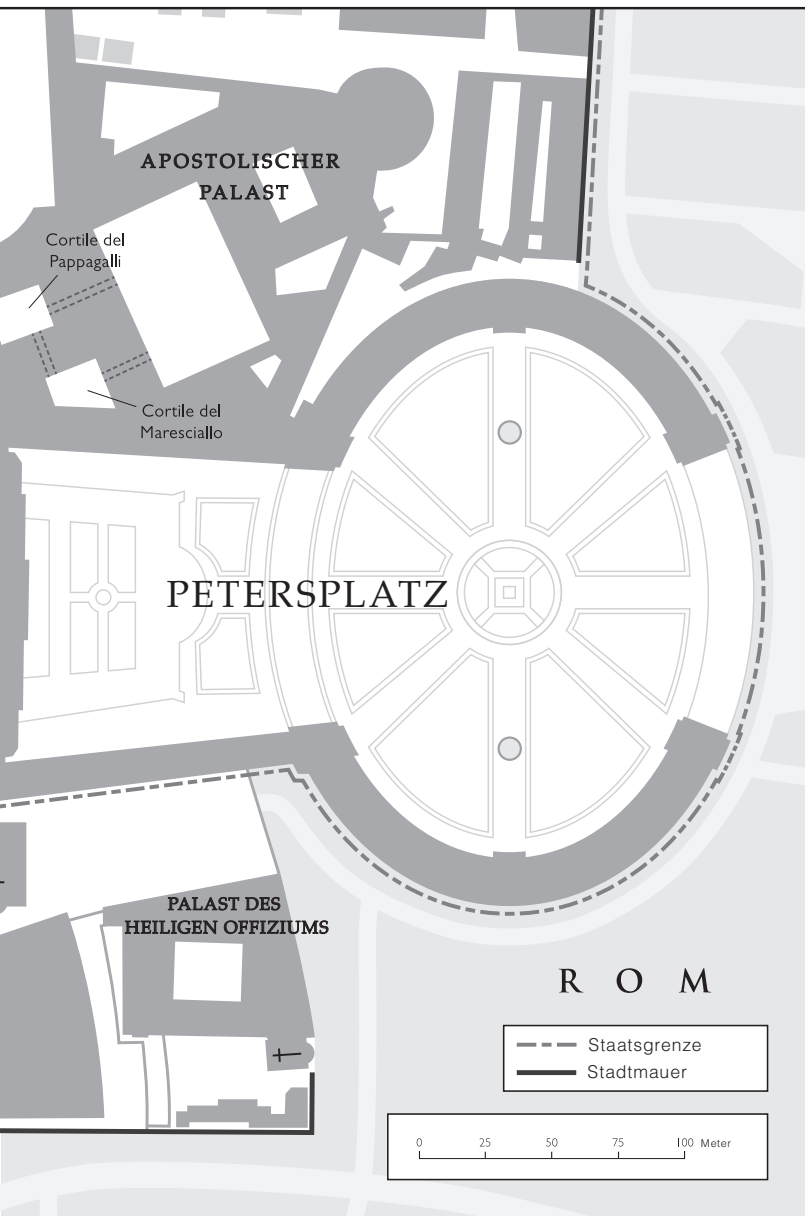 APOSTOLISCHER
PALAST
Cortile del
Pappagalli
Cortile del
Maresciallo
PETERSPLATZ
PALAST DES
HEILIGEN OFFIZIUMS
ROM
Staatsgrenze
Stadtmauer
0 25 50 75 100 Meter